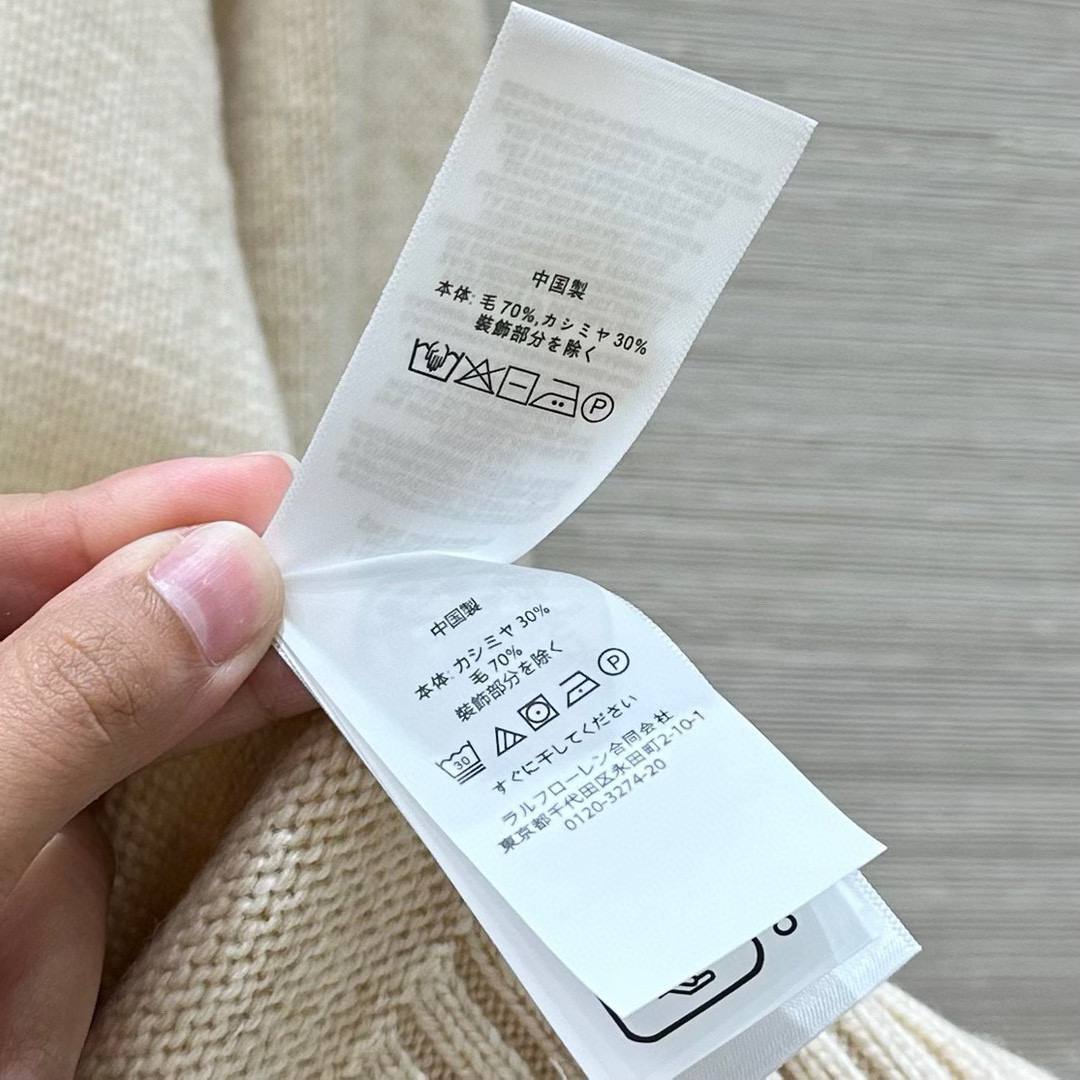 中国製
本体: 毛 70%,カシミヤ 30%
装飾部分を除く
P
中国製
本体: カシミヤ 30%
毛 70%
装飾部分を除く
30
P
すぐに干してください
ラルフローレン合同会社
東京都千代田区永田町2-10-1
0120-3274-20